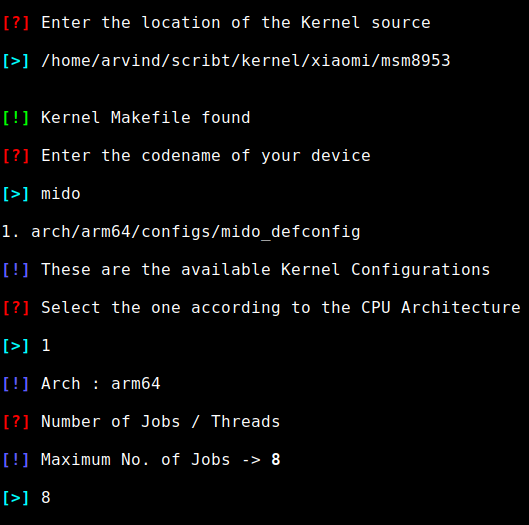 [?] Enter the location of the Kernel source
[>] /home/arvind/scribt/kernel/xiaomi/msm8953
[!] Kernel Makefile found
[?] Enter the codename of your device
[>] mido
1. arch/arm64/configs/mido_defconfig
[!] These are the available Kernel Configurations
[?] Select the one according to the CPU Architecture
[>] 1
[!] Arch : arm64
[?] Number of Jobs / Threads
[!] Maximum No. of Jobs -> 8
[>] 8